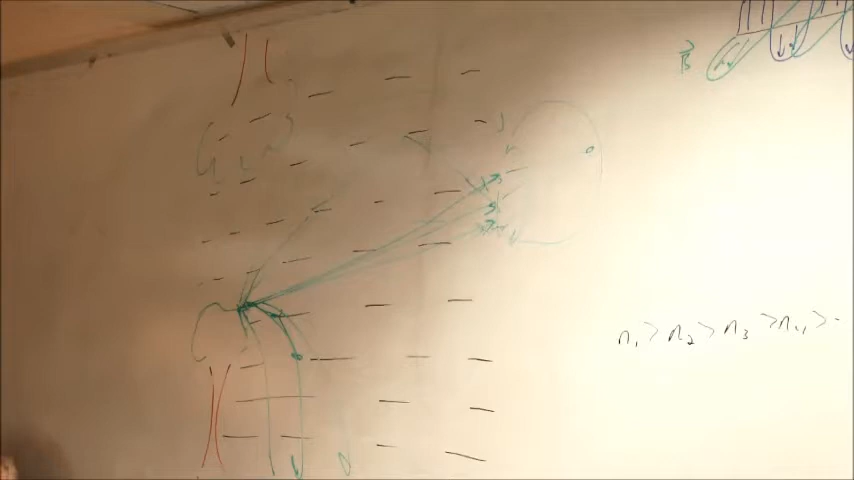 B⃗
n₁ > n₂ > n₃ > n₄ > -